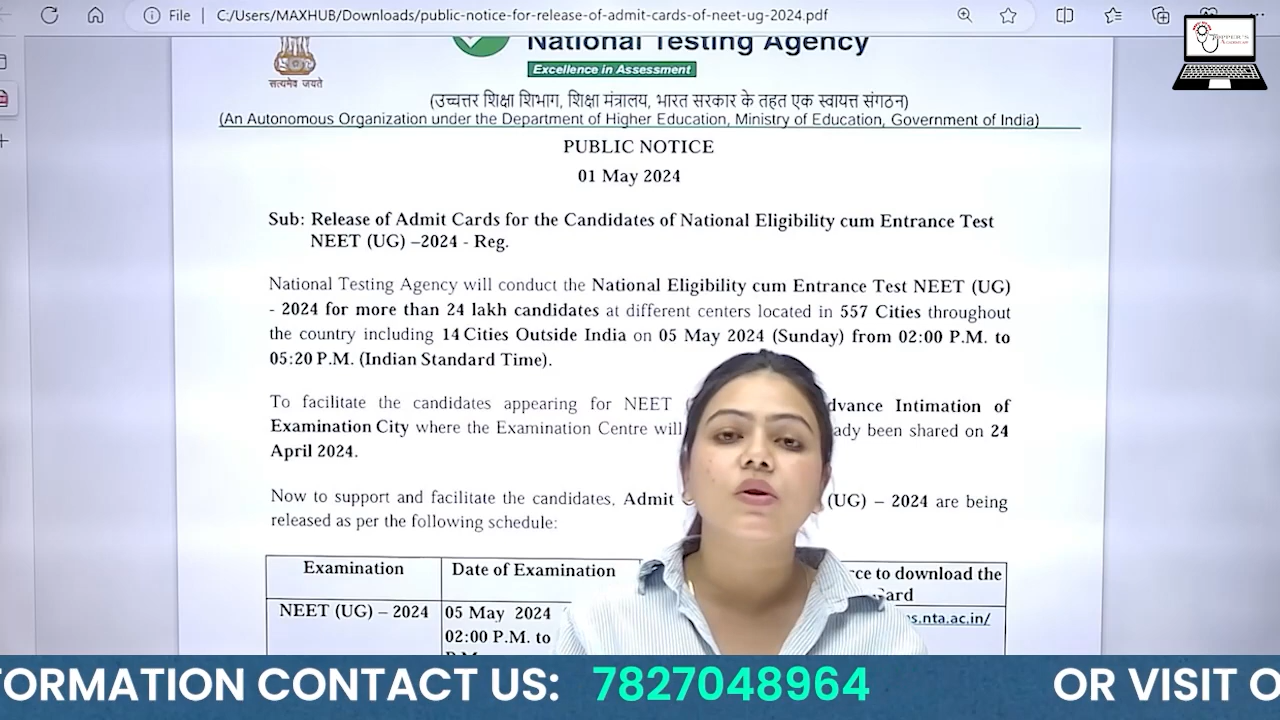 File
C:/Users/MAXHUB/Downloads/public-notice-for-release-of-admit-cards-of-neet-ug-2024.pdf
National Testing Agency
Excellence in Assessment
सत्यमेव जयते
(उच्चत्तर शिक्षा शिभाग, शिक्षा मंत्रालय, भारत सरकार के तहत एक स्वायत्त संगठन)
(An Autonomous Organization under the Department of Higher Education, Ministry of Education, Government of India)
PUBLIC NOTICE
01 May 2024
Sub: Release of Admit Cards for the Candidates of National Eligibility cum Entrance Test
NEET (UG) –2024 - Reg.
National Testing Agency will conduct the National Eligibility cum Entrance Test NEET (UG)
- 2024 for more than 24 lakh candidates at different centers located in 557 Cities throughout
the country including 14 Cities Outside India on 05 May 2024 (Sunday) from 02:00 P.M. to
05:20 P.M. (Indian Standard Time).
To facilitate the candidates appearing for NEET ( dvance Intimation of
Examination City where the Examination Centre will ady been shared on 24
April 2024.
Now to support and facilitate the candidates, Admit (UG) – 2024 are being
released as per the following schedule:
Examination Date of Examination rce to download the
ard
NEET (UG) – 2024 05 May 2024 s.nta.ac.in/
02:00 P.M. to
FORMATION CONTACT US: 7827048964 OR VISIT O